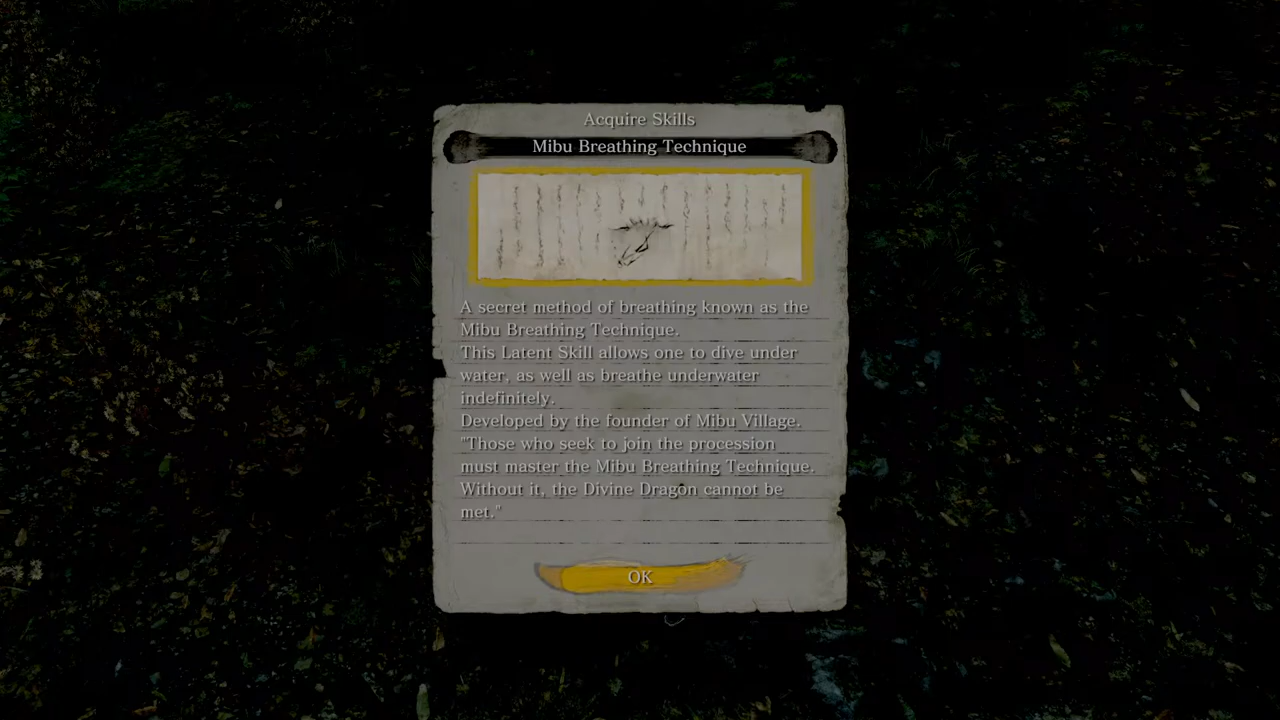 Acquire Skills
Mibu Breathing Technique
A secret method of breathing known as the
Mibu Breathing Technique.
This Latent Skill allows one to dive under
water, as well as breathe underwater
indefinitely.
Developed by the founder of Mibu Village.
"Those who seek to join the procession
must master the Mibu Breathing Technique.
Without it, the Divine Dragon cannot be
met."
OK